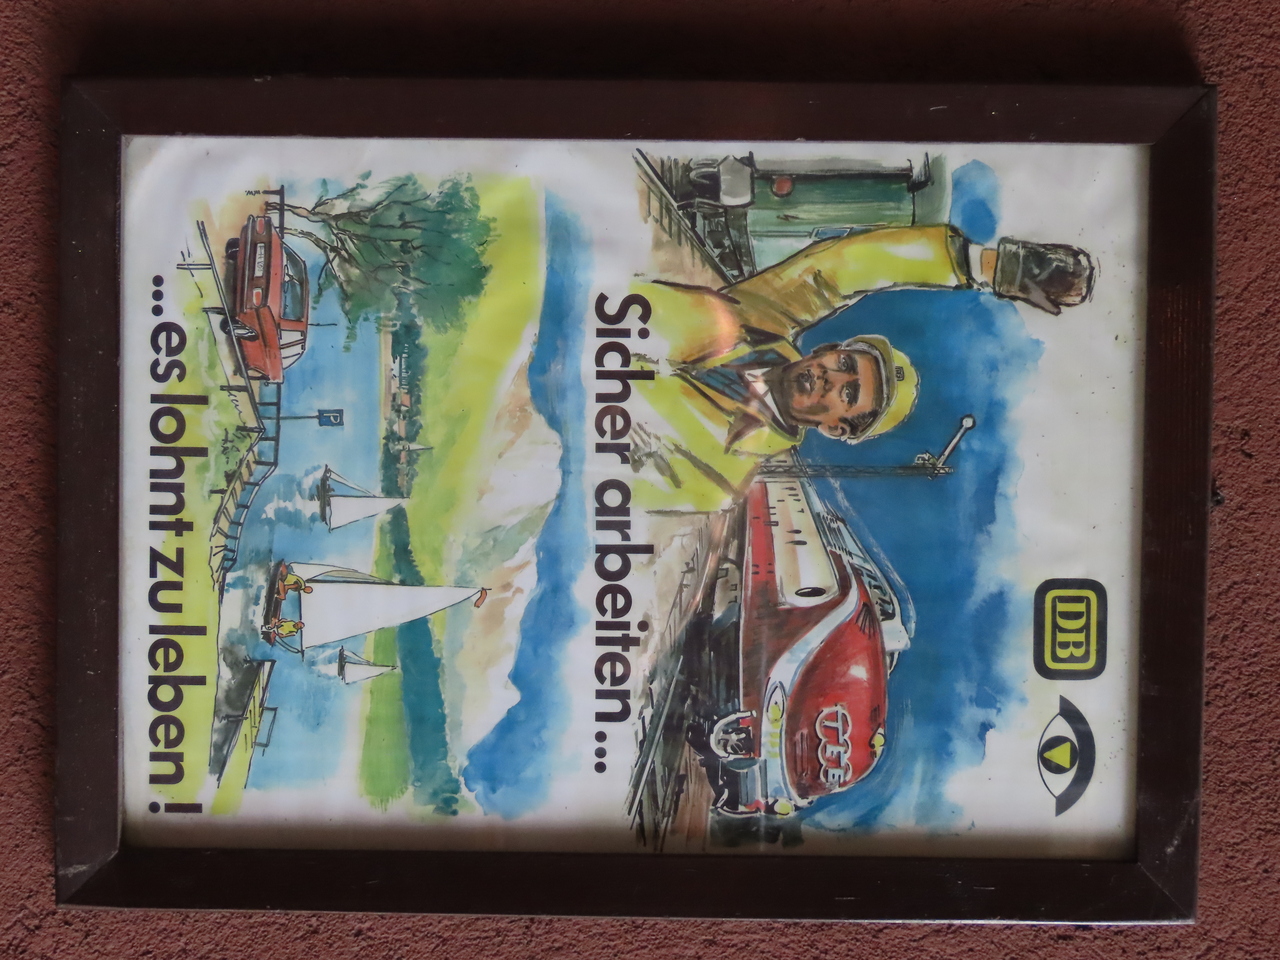 DB
TEE
Sicher arbeiten...
P
...es lohnt zu leben!